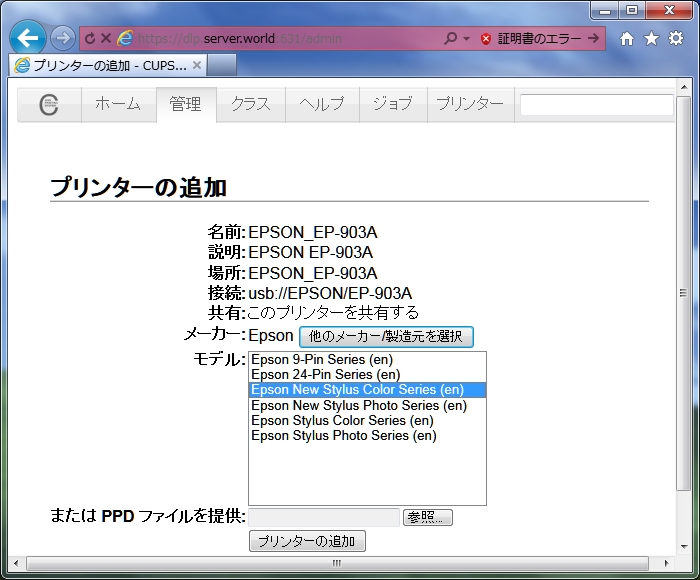 https://dlp.server.world:631/admin 証明書のエラー
プリンターの追加 - CUPS...
ホーム 管理 クラス ヘルプ ジョブ プリンター
プリンターの追加
名前: EPSON_EP-903A
説明: EPSON EP-903A
場所: EPSON_EP-903A
接続: usb://EPSON/EP-903A
共有: このプリンターを共有する
メーカー: Epson 他のメーカー/製造元を選択
モデル: Epson 9-Pin Series (en)
Epson 24-Pin Series (en)
Epson New Stylus Color Series (en)
Epson New Stylus Photo Series (en)
Epson Stylus Color Series (en)
Epson Stylus Photo Series (en)
または PPD ファイルを提供: 参照...
プリンターの追加